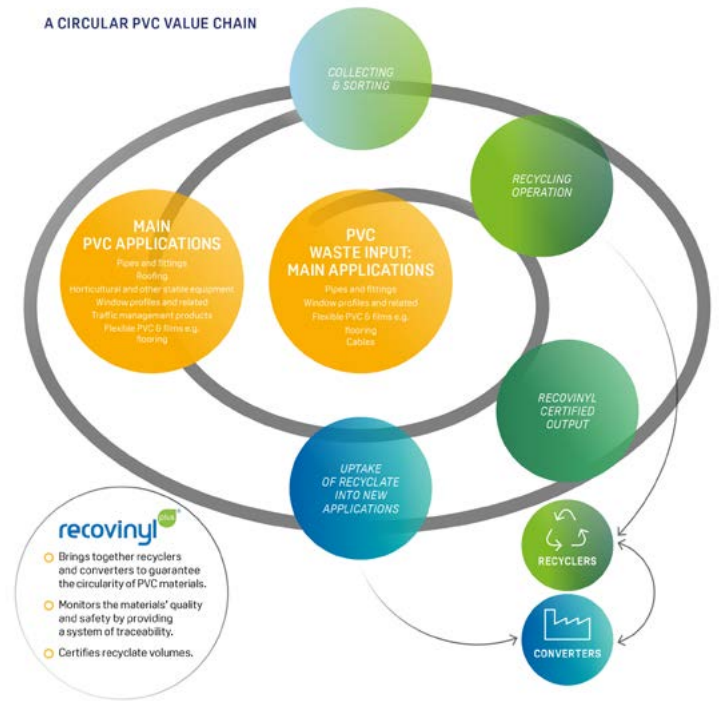 A CIRCULAR PVC VALUE CHAIN
COLLECTING
& SORTING
RECYCLING
OPERATION
MAIN
PVC APPLICATIONS
Pipes and fittings
Roofing
Horticultural and other stable equipment
Window profiles and related
Traffic management products
Flexible PVC & films e.g.
flooring
PVC
WASTE INPUT:
MAIN APPLICATIONS
Pipes and fittings
Window profiles and related
Flexible PVC & films e.g.
flooring
Cables
RECOVINYL
CERTIFIED
OUTPUT
UPTAKE
OF RECYCLATE
INTO NEW
APPLICATIONS
recovinyl plus®
Brings together recyclers
and converters to guarantee
the circularity of PVC materials.
Monitors the materials' quality
and safety by providing
a system of traceability.
Certifies recyclate volumes.
RECYCLERS
CONVERTERS